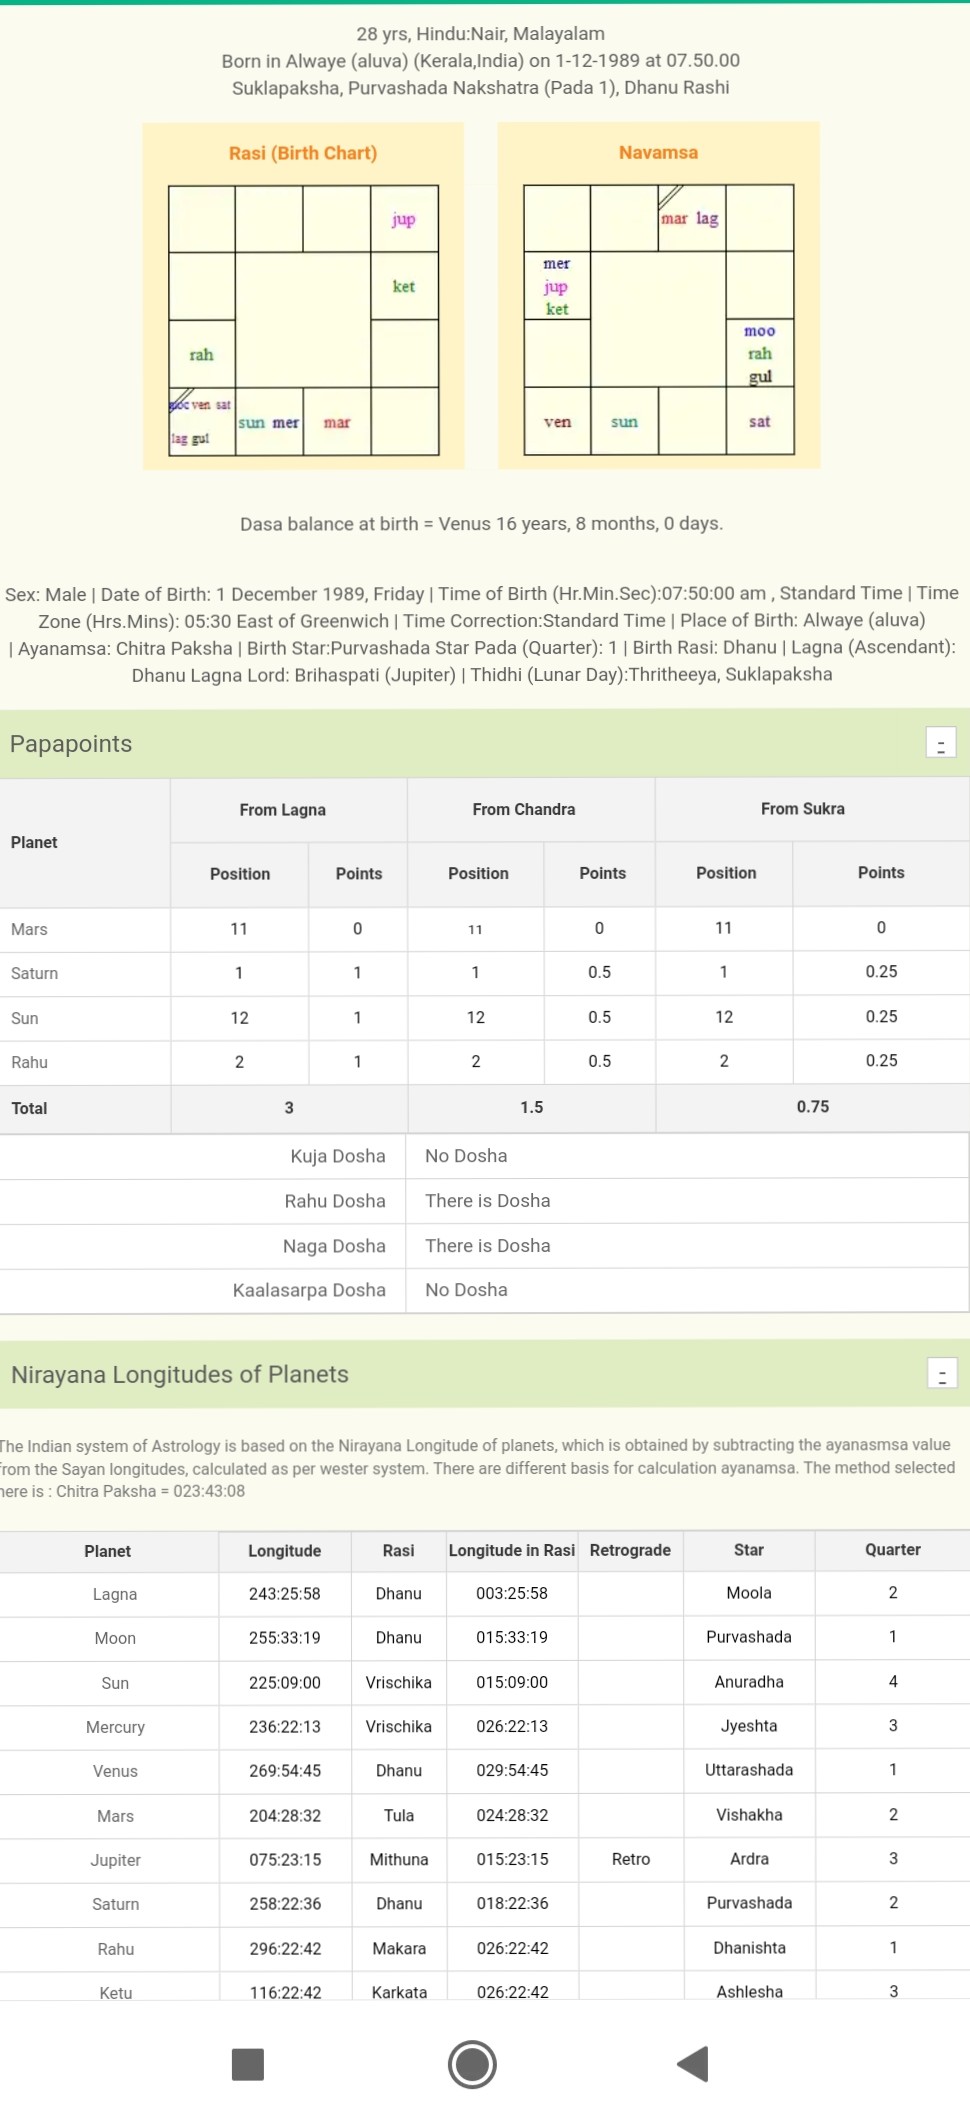 28 yrs, Hindu:Nair, Malayalam
Born in Alwaye (aluva) (Kerala,India) on 1-12-1989 at 07.50.00
Suklapaksha, Purvashada Nakshatra (Pada 1), Dhanu Rashi
Rasi (Birth Chart)
jup
ket
rah
ven sat
lag gul
sun mer
mar
Navamsa
mar lag
mer
jup
ket
moo
rah
gul
ven
sun
sat
Dasa balance at birth = Venus 16 years, 8 months, 0 days.
Sex: Male | Date of Birth: 1 December 1989, Friday | Time of Birth (Hr.Min.Sec):07:50:00 am , Standard Time | Time
Zone (Hrs.Mins): 05:30 East of Greenwich | Time Correction:Standard Time | Place of Birth: Alwaye (aluva)
| Ayanamsa: Chitra Paksha | Birth Star:Purvashada Star Pada (Quarter): 1 | Birth Rasi: Dhanu | Lagna (Ascendant):
Dhanu Lagna Lord: Brihaspati (Jupiter) | Thidhi (Lunar Day):Thritheeya, Suklapaksha
Papapoints
-
Planet From Lagna From Chandra From Sukra
Position Points Position Points Position Points
Mars 11 0 11 0 11 0
Saturn 1 1 1 0.5 1 0.25
Sun 12 1 12 0.5 12 0.25
Rahu 2 1 2 0.5 2 0.25
Total 3 1.5 0.75
Kuja Dosha No Dosha
Rahu Dosha There is Dosha
Naga Dosha There is Dosha
Kaalasarpa Dosha No Dosha
Nirayana Longitudes of Planets
-
The Indian system of Astrology is based on the Nirayana Longitude of planets, which is obtained by subtracting the ayanasmsa value
from the Sayan longitudes, calculated as per wester system. There are different basis for calculation ayanamsa. The method selected
here is : Chitra Paksha = 023:43:08
Planet Longitude Rasi Longitude in Rasi Retrograde Star Quarter
Lagna 243:25:58 Dhanu 003:25:58 Moola 2
Moon 255:33:19 Dhanu 015:33:19 Purvashada 1
Sun 225:09:00 Vrischika 015:09:00 Anuradha 4
Mercury 236:22:13 Vrischika 026:22:13 Jyeshta 3
Venus 269:54:45 Dhanu 029:54:45 Uttarashada 1
Mars 204:28:32 Tula 024:28:32 Vishakha 2
Jupiter 075:23:15 Mithuna 015:23:15 Retro Ardra 3
Saturn 258:22:36 Dhanu 018:22:36 Purvashada 2
Rahu 296:22:42 Makara 026:22:42 Dhanishta 1
Ketu 116:22:42 Karkata 026:22:42 Ashlesha 3